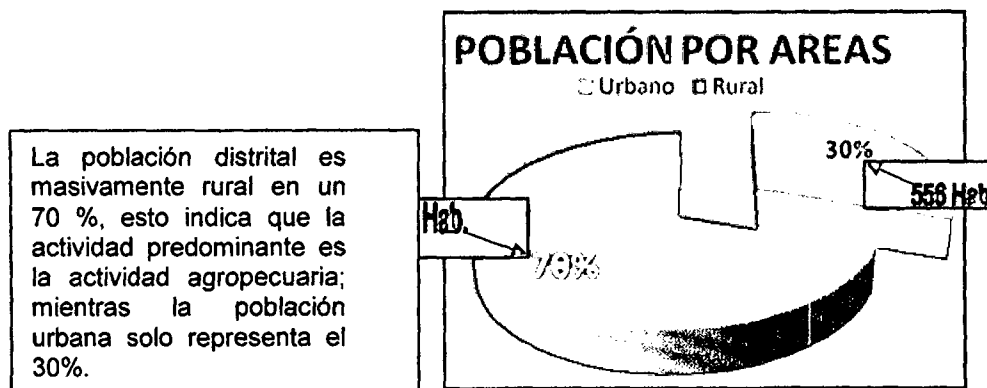 La población distrital es
masivamente rural en un
70 %, esto indica que la
actividad predominante es
la actividad agropecuaria;
mientras la población
urbana solo representa el
30%.
POBLACIÓN POR AREAS
Urbano Rural
30%
556 Hab
Hab.
70%